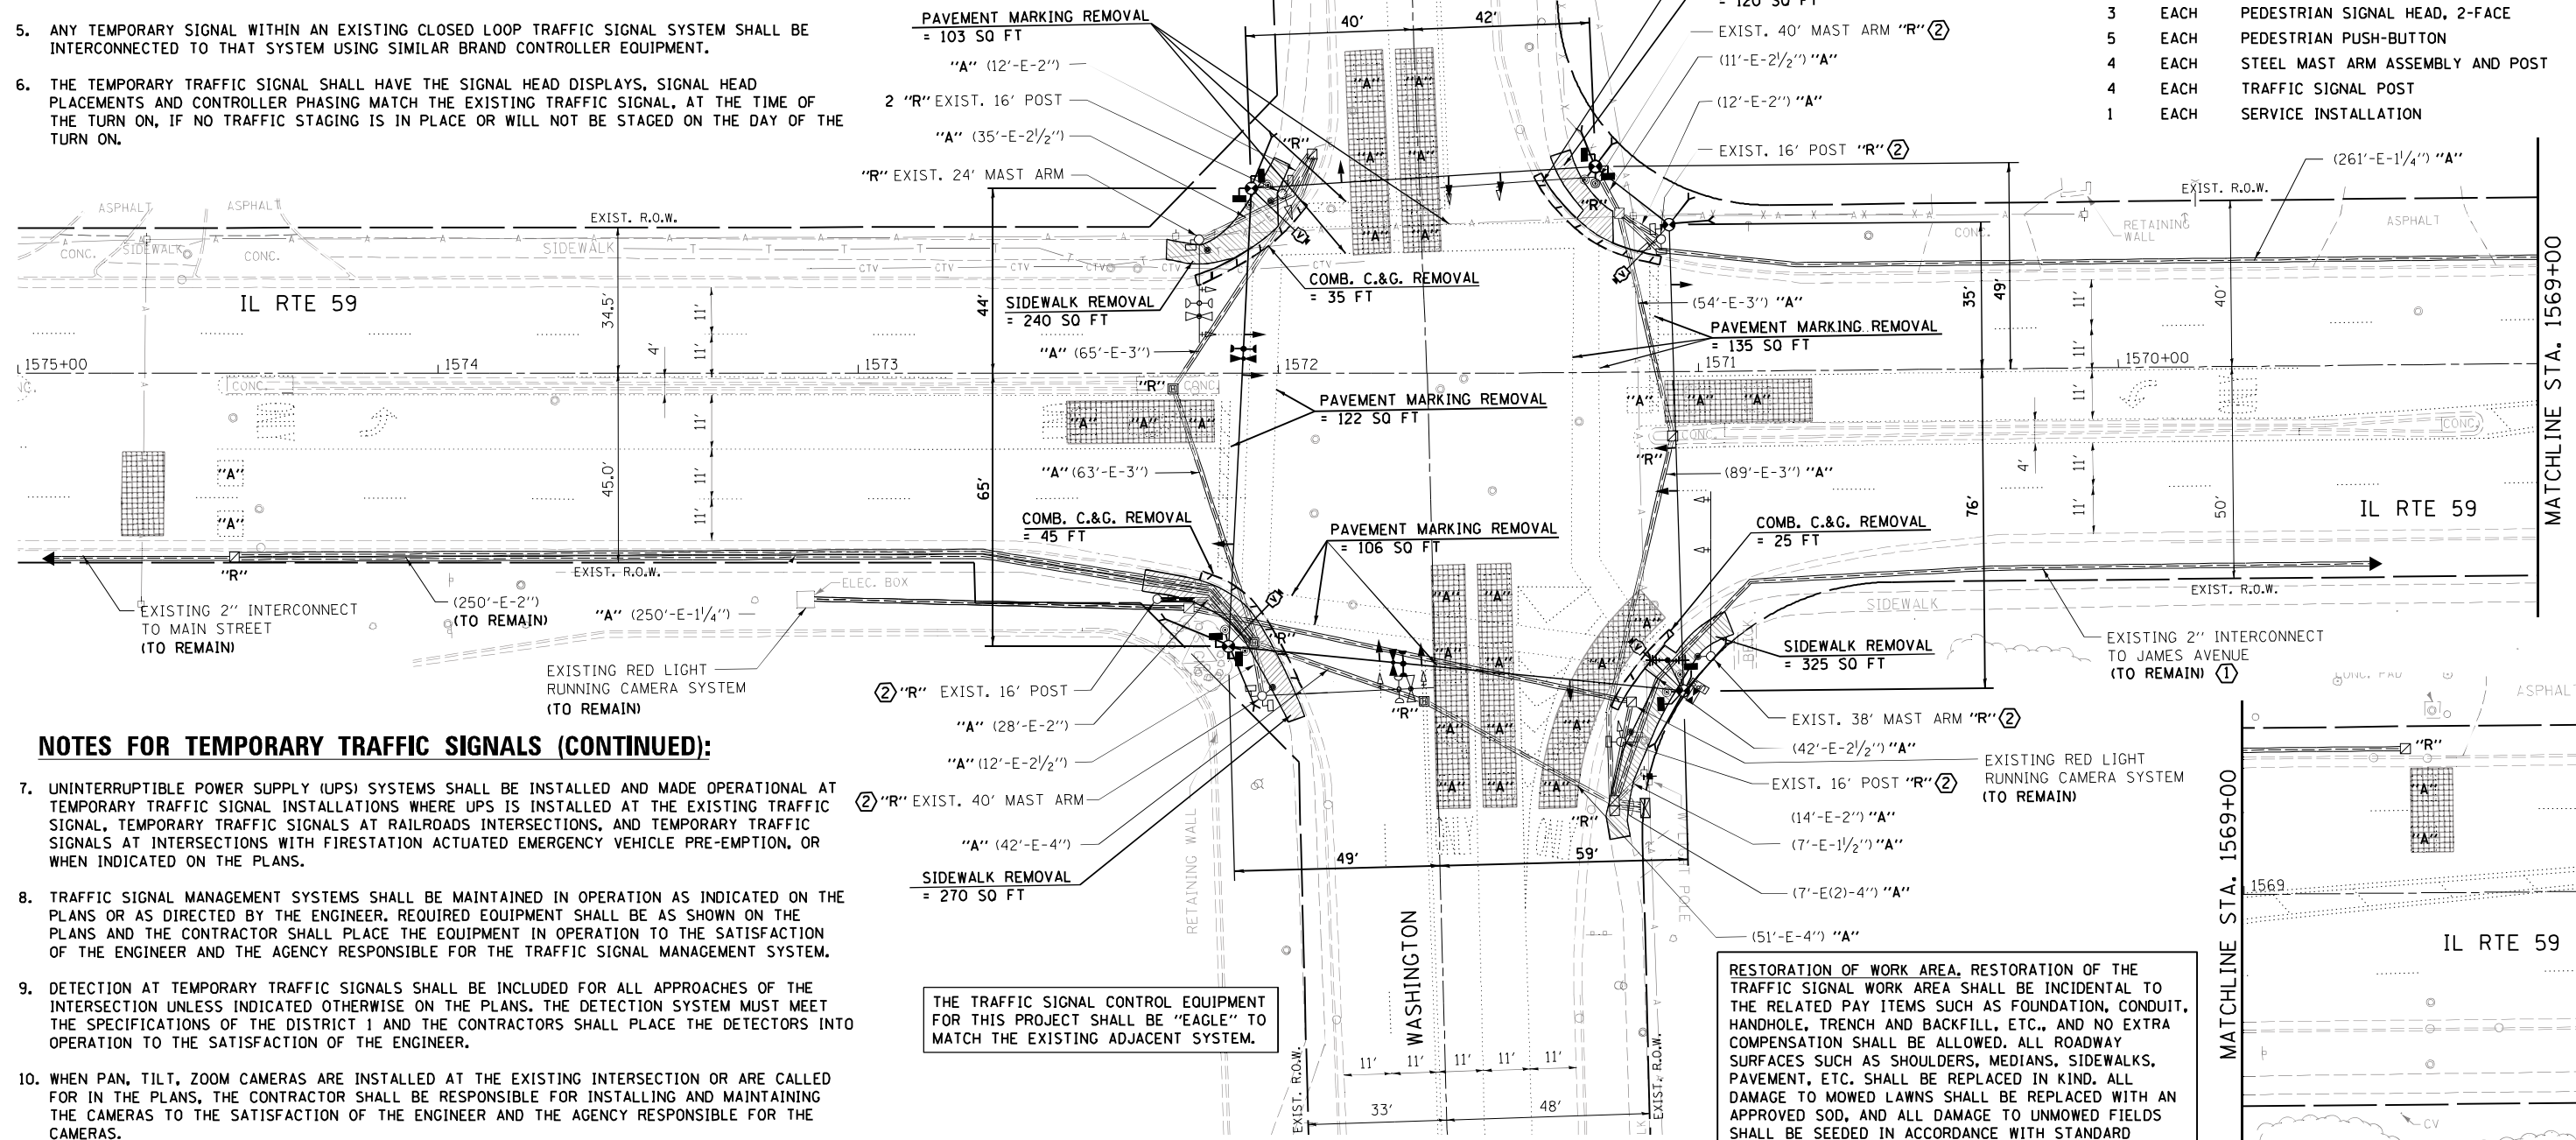 5. ANY TEMPORARY SIGNAL WITHIN AN EXISTING CLOSED LOOP TRAFFIC SIGNAL SYSTEM SHALL BE
INTERCONNECTED TO THAT SYSTEM USING SIMILAR BRAND CONTROLLER EQUIPMENT.
6. THE TEMPORARY TRAFFIC SIGNAL SHALL HAVE THE SIGNAL HEAD DISPLAYS, SIGNAL HEAD
PLACEMENTS AND CONTROLLER PHASING MATCH THE EXISTING TRAFFIC SIGNAL, AT THE TIME OF
THE TURN ON, IF NO TRAFFIC STAGING IS IN PLACE OR WILL NOT BE STAGED ON THE DAY OF THE
TURN ON.
PAVEMENT MARKING REMOVAL
= 103 SQ FT
"A" (12'-E-2")
2 "R" EXIST. 16' POST
"A" (35'-E-2½")
"R" EXIST. 24' MAST ARM
40'
42'
= 120 SQ FT
EXIST. 40' MAST ARM "R" 2
(11'-E-2½") "A"
(12'-E-2") "A"
EXIST. 16' POST "R" 2
3 EACH PEDESTRIAN SIGNAL HEAD, 2-FACE
5 EACH PEDESTRIAN PUSH-BUTTON
4 EACH STEEL MAST ARM ASSEMBLY AND POST
4 EACH TRAFFIC SIGNAL POST
1 EACH SERVICE INSTALLATION
(261'-E-1¼") "A"
ASPHALT
ASPHALT
EXIST. R.O.W.
EXIST. R.O.W.
CONC.
SIDEWALK
CONC.
SIDEWALK
CTV CTV CTV CTV
CONC.
RETAINING
WALL
ASPHALT
IL RTE 59
34.5'
11'
11'
4'
44'
SIDEWALK REMOVAL
= 240 SQ FT
COMB. C.&G. REMOVAL
= 35 FT
"A" (65'-E-3")
(54'-E-3") "A"
PAVEMENT MARKING REMOVAL
= 135 SQ FT
35'
49'
11'
11'
40'
MATCHLINE STA. 1569+00
1575+00
1574
1573
1572
1571
1570+00
CONC.
"R"
CONC.
PAVEMENT MARKING REMOVAL
= 122 SQ FT
"A" "A" "A"
"A" "A" "A"
CONC.
CONC.
"R"
"A" (63'-E-3")
(89'-E-3") "A"
"A"
"A"
45.0'
11'
11'
11'
65'
76'
4'
11'
11'
11'
50'
IL RTE 59
COMB. C.&G. REMOVAL
= 45 FT
PAVEMENT MARKING REMOVAL
= 106 SQ FT
COMB. C.&G. REMOVAL
= 25 FT
"R"
EXIST. R.O.W.
ELEC. BOX
EXIST. R.O.W.
SIDEWALK
EXISTING 2" INTERCONNECT
TO MAIN STREET
(TO REMAIN)
(250'-E-2")
(TO REMAIN)
"A" (250'-E-1¼")
EXISTING RED LIGHT
RUNNING CAMERA SYSTEM
(TO REMAIN)
SIDEWALK REMOVAL
= 325 SQ FT
EXISTING 2" INTERCONNECT
TO JAMES AVENUE
(TO REMAIN) 1
2 "R" EXIST. 16' POST
"A" (28'-E-2")
"A" (12'-E-2½")
2 "R" EXIST. 40' MAST ARM
"A" (42'-E-4")
SIDEWALK REMOVAL
= 270 SQ FT
EXIST. 38' MAST ARM "R" 2
(42'-E-2½") "A"
EXISTING RED LIGHT
RUNNING CAMERA SYSTEM
(TO REMAIN)
EXIST. 16' POST "R" 2
(14'-E-2") "A"
(7'-E-1½") "A"
(7'-E(2)-4") "A"
(51'-E-4") "A"
49'
59'
RETAINING WALL
NOTES FOR TEMPORARY TRAFFIC SIGNALS (CONTINUED):
7. UNINTERRUPTIBLE POWER SUPPLY (UPS) SYSTEMS SHALL BE INSTALLED AND MADE OPERATIONAL AT
TEMPORARY TRAFFIC SIGNAL INSTALLATIONS WHERE UPS IS INSTALLED AT THE EXISTING TRAFFIC
SIGNAL, TEMPORARY TRAFFIC SIGNALS AT RAILROADS INTERSECTIONS, AND TEMPORARY TRAFFIC
SIGNALS AT INTERSECTIONS WITH FIRESTATION ACTUATED EMERGENCY VEHICLE PRE-EMPTION, OR
WHEN INDICATED ON THE PLANS.
8. TRAFFIC SIGNAL MANAGEMENT SYSTEMS SHALL BE MAINTAINED IN OPERATION AS INDICATED ON THE
PLANS OR AS DIRECTED BY THE ENGINEER. REQUIRED EQUIPMENT SHALL BE AS SHOWN ON THE
PLANS AND THE CONTRACTOR SHALL PLACE THE EQUIPMENT IN OPERATION TO THE SATISFACTION
OF THE ENGINEER AND THE AGENCY RESPONSIBLE FOR THE TRAFFIC SIGNAL MANAGEMENT SYSTEM.
9. DETECTION AT TEMPORARY TRAFFIC SIGNALS SHALL BE INCLUDED FOR ALL APPROACHES OF THE
INTERSECTION UNLESS INDICATED OTHERWISE ON THE PLANS. THE DETECTION SYSTEM MUST MEET
THE SPECIFICATIONS OF THE DISTRICT 1 AND THE CONTRACTORS SHALL PLACE THE DETECTORS INTO
OPERATION TO THE SATISFACTION OF THE ENGINEER.
10. WHEN PAN, TILT, ZOOM CAMERAS ARE INSTALLED AT THE EXISTING INTERSECTION OR ARE CALLED
FOR IN THE PLANS, THE CONTRACTOR SHALL BE RESPONSIBLE FOR INSTALLING AND MAINTAINING
THE CAMERAS TO THE SATISFACTION OF THE ENGINEER AND THE AGENCY RESPONSIBLE FOR THE
CAMERAS.
THE TRAFFIC SIGNAL CONTROL EQUIPMENT
FOR THIS PROJECT SHALL BE "EAGLE" TO
MATCH THE EXISTING ADJACENT SYSTEM.
WASHINGTON
11' 11' 11' 11' 11'
33'
48'
EXIST. R.O.W.
EXIST. R.O.W.
RESTORATION OF WORK AREA. RESTORATION OF THE
TRAFFIC SIGNAL WORK AREA SHALL BE INCIDENTAL TO
THE RELATED PAY ITEMS SUCH AS FOUNDATION, CONDUIT,
HANDHOLE, TRENCH AND BACKFILL, ETC., AND NO EXTRA
COMPENSATION SHALL BE ALLOWED. ALL ROADWAY
SURFACES SUCH AS SHOULDERS, MEDIANS, SIDEWALKS,
PAVEMENT, ETC. SHALL BE REPLACED IN KIND. ALL
DAMAGE TO MOWED LAWNS SHALL BE REPLACED WITH AN
APPROVED SOD, AND ALL DAMAGE TO UNMOWED FIELDS
SHALL BE SEEDED IN ACCORDANCE WITH STANDARD
MATCHLINE STA. 1569+00
CONC. PAD
ASPHALT
"R"
"A"
"A"
1569
IL RTE 59
CV